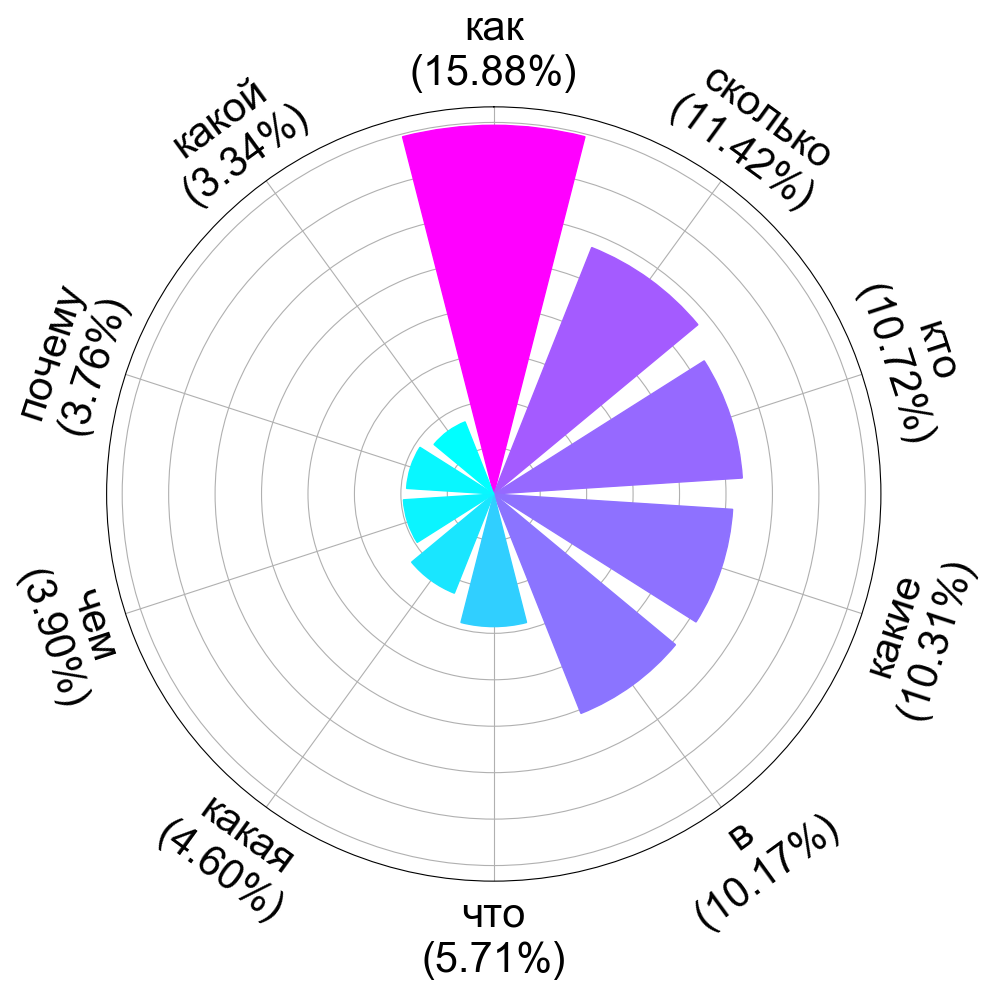 как
(15.88%)
сколько
(11.42%)
кто
(10.72%)
какие
(10.31%)
в
(10.17%)
что
(5.71%)
какая
(4.60%)
чем
(3.90%)
почему
(3.76%)
какой
(3.34%)